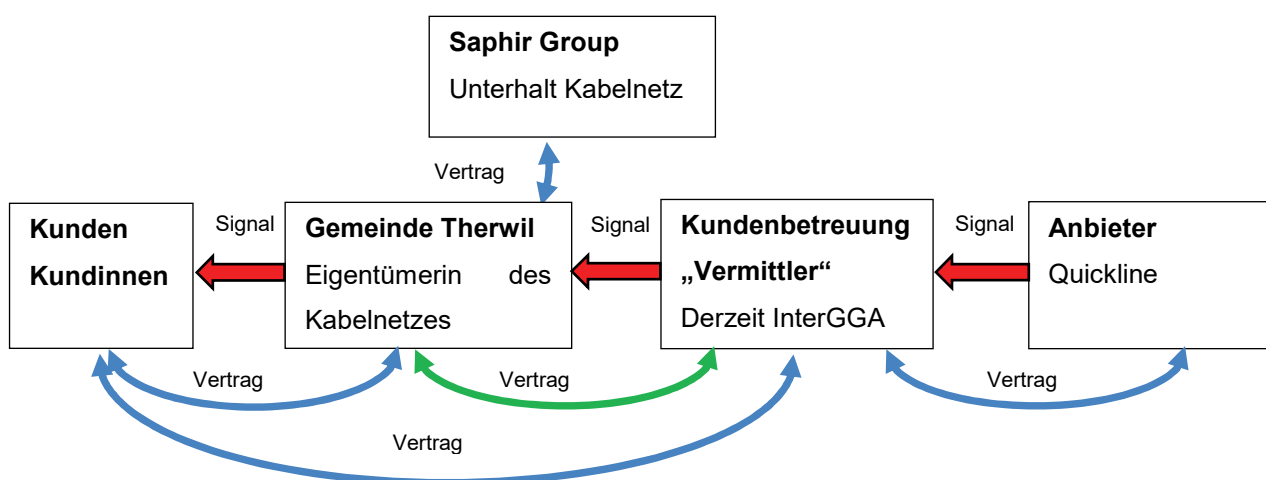 Saphir Group
Unterhalt Kabelnetz
Vertrag
Kunden
Kundinnen
Signal
Gemeinde Therwil
Eigentümerin des
Kabelnetzes
Signal
Kundenbetreuung
„Vermittler“
Derzeit InterGGA
Signal
Anbieter
Quickline
Vertrag
Vertrag
Vertrag
Vertrag